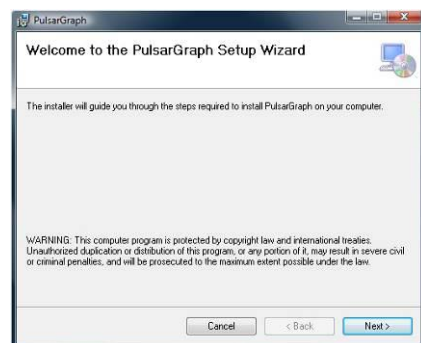 PulsarGraph
Welcome to the PulsarGraph Setup Wizard
The installer will guide you through the steps required to install PulsarGraph on your computer.
WARNING: This computer program is protected by copyright law and international treaties.
Unauthorized duplication or distribution of this program, or any portion of it, may result in severe civil
or criminal penalties, and will be prosecuted to the maximum extent possible under the law.
Cancel
< Back
Next >